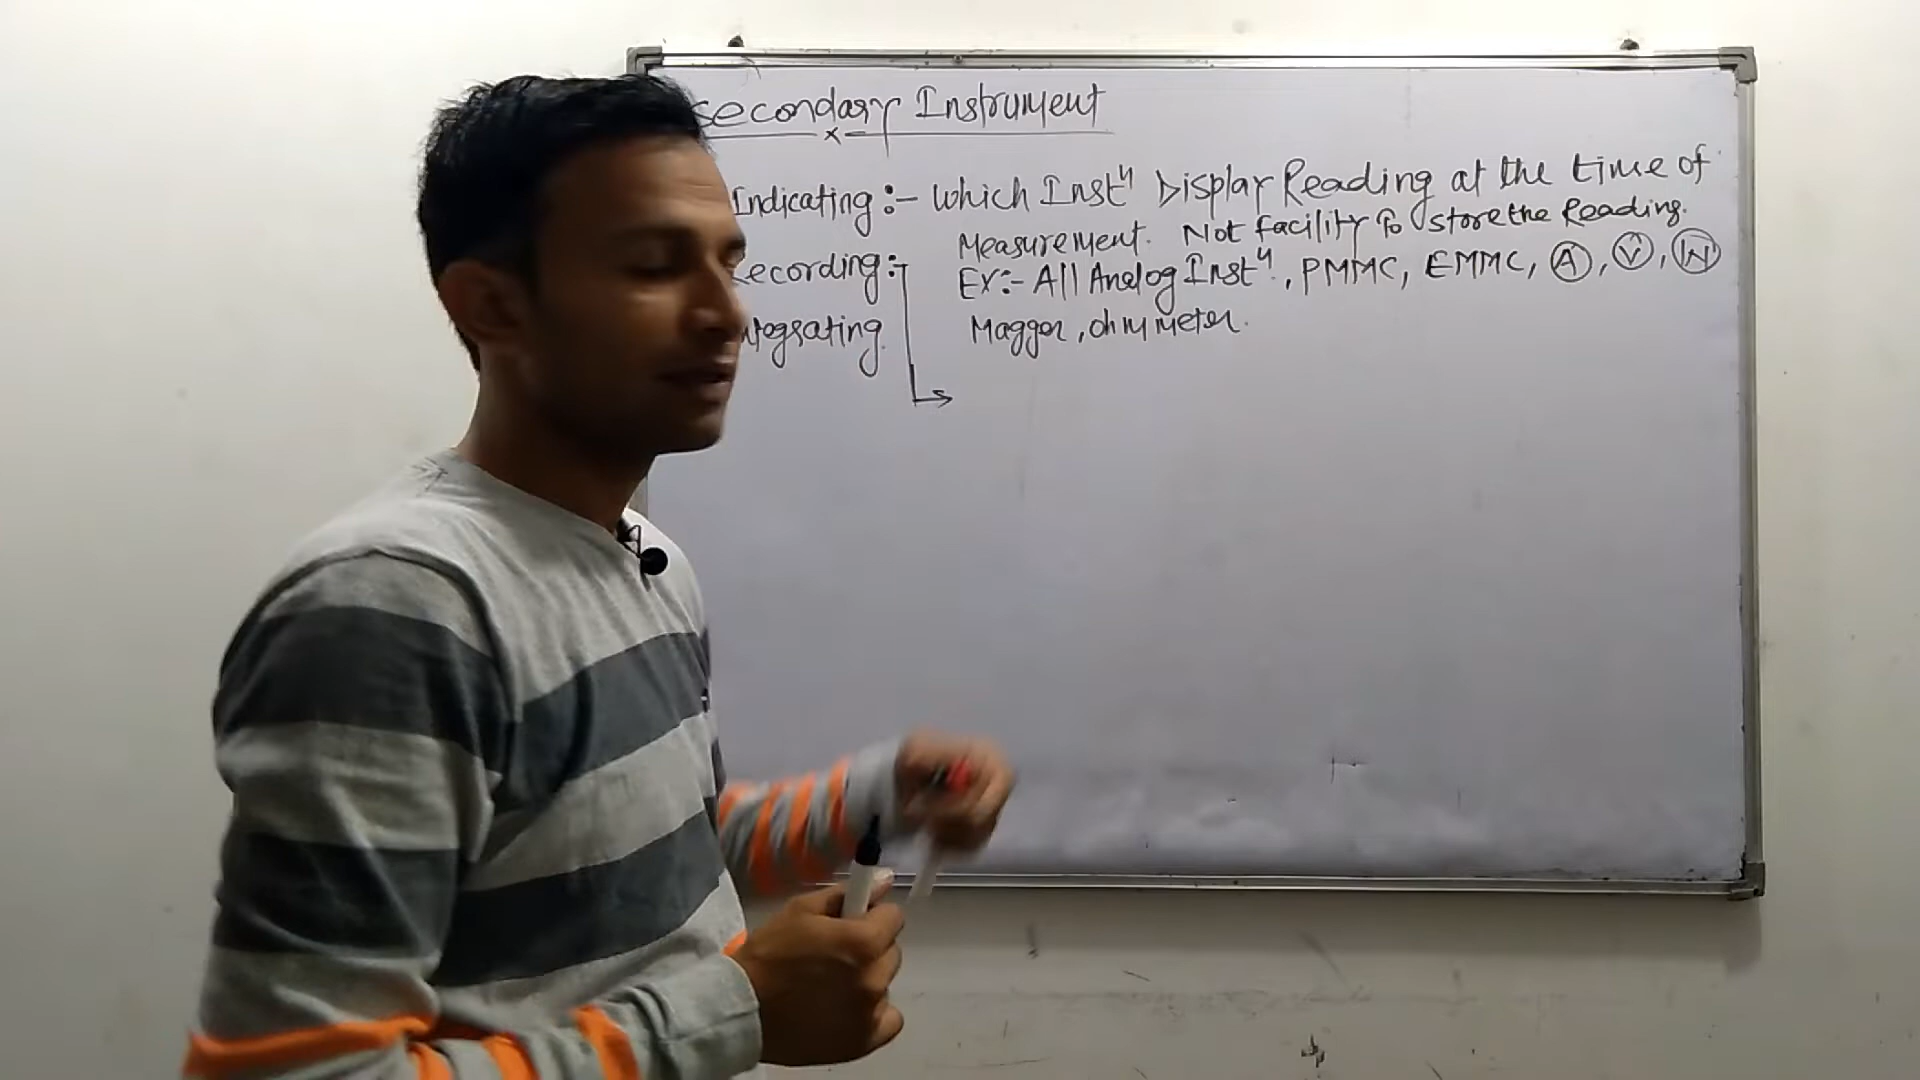 secondary Instrument
Indicating :- Which Instⁿ Display Reading at the time of
Measurement. Not facility to store the Reading.
Recording :-
Ex:- All Analog Instⁿ, PMMC, EMMC, A, V, W
Integrating
Magger, ohmmeter.